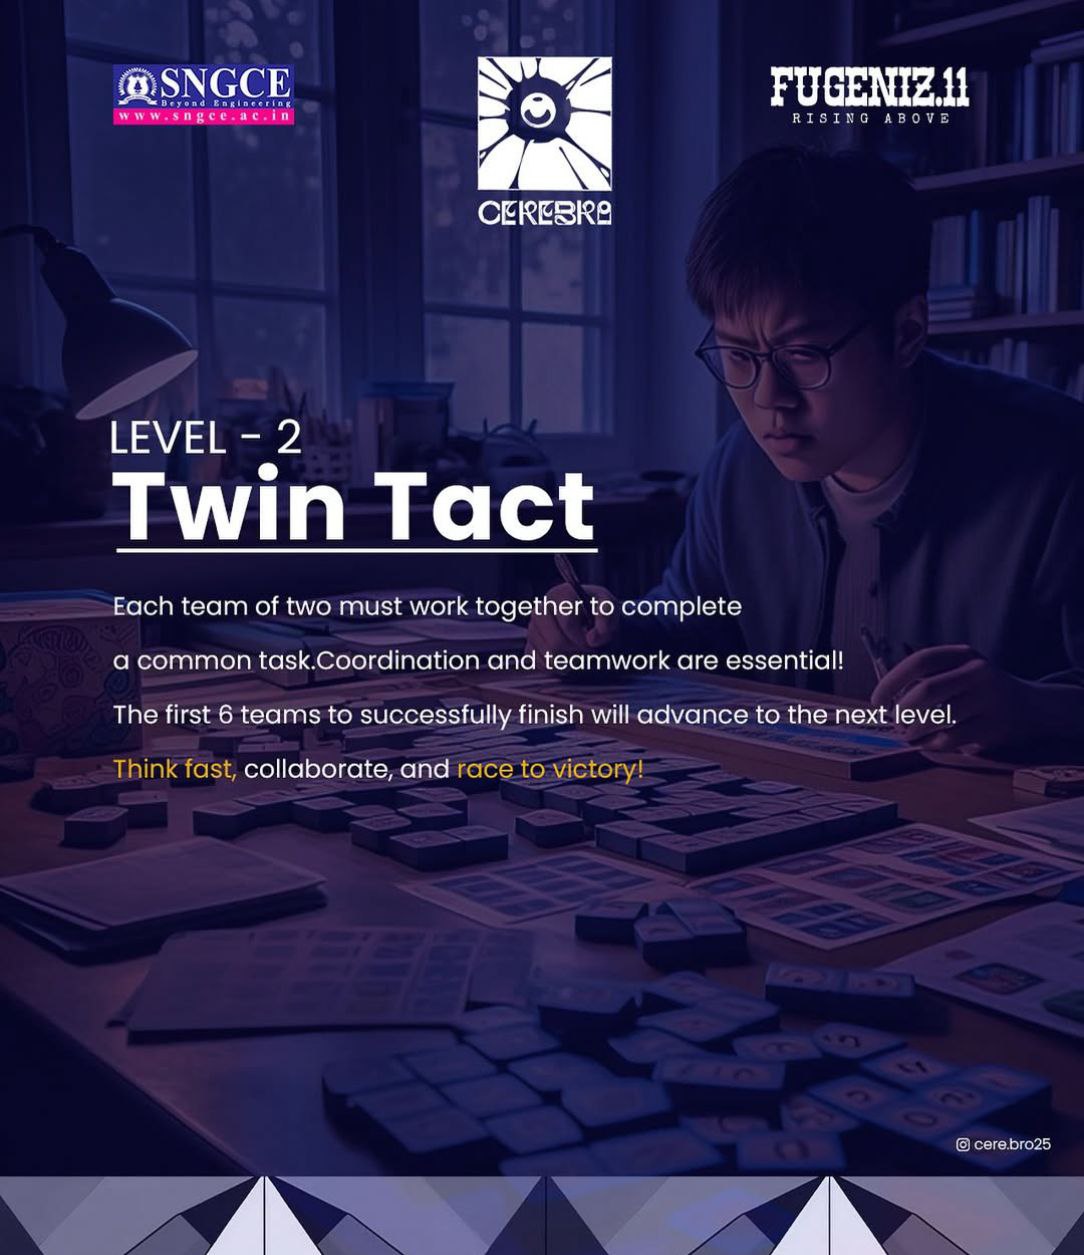 SNGCE
Beyond Engineering
www.sngce.ac.in
CEREBRO
FUGENIZ.11
RISING ABOVE
LEVEL - 2
Twin Tact
Each team of two must work together to complete
a common task.Coordination and teamwork are essential!
The first 6 teams to successfully finish will advance to the next level.
Think fast, collaborate, and race to victory!
cere.bro25